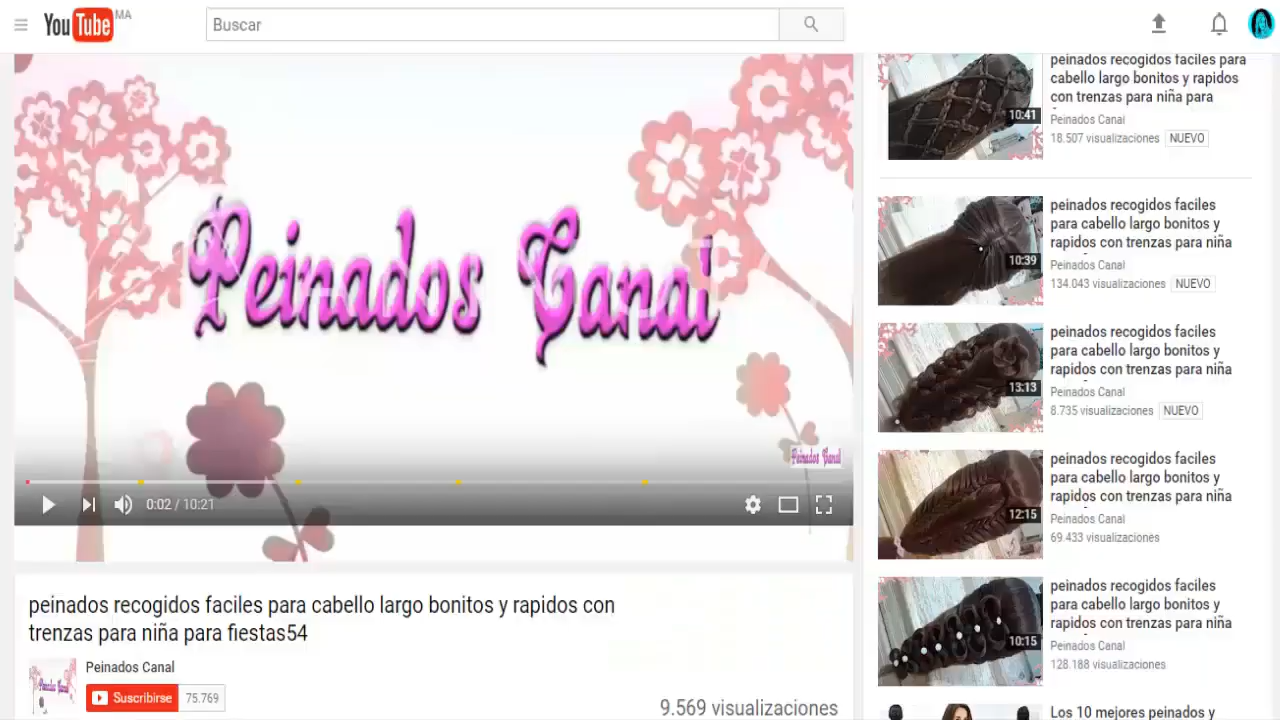 YouTube MA
Buscar
Peinados Canal
Peinados Canal
0:02 / 10:21
peinados recogidos faciles para cabello largo bonitos y rapidos con
trenzas para niña para fiestas54
Peinados Canal
Peinados Canal
Suscribirse 75.769
9.569 visualizaciones
10:41
peinados recogidos faciles para
cabello largo bonitos y rapidos
con trenzas para niña para
Peinados Canal
18.507 visualizaciones NUEVO
10:39
peinados recogidos faciles
para cabello largo bonitos y
rapidos con trenzas para niña
Peinados Canal
134.043 visualizaciones NUEVO
13:13
peinados recogidos faciles
para cabello largo bonitos y
rapidos con trenzas para niña
Peinados Canal
8.735 visualizaciones NUEVO
12:15
peinados recogidos faciles
para cabello largo bonitos y
rapidos con trenzas para niña
Peinados Canal
69.433 visualizaciones
10:15
peinados recogidos faciles
para cabello largo bonitos y
rapidos con trenzas para niña
Peinados Canal
128.188 visualizaciones
Los 10 mejores peinados y